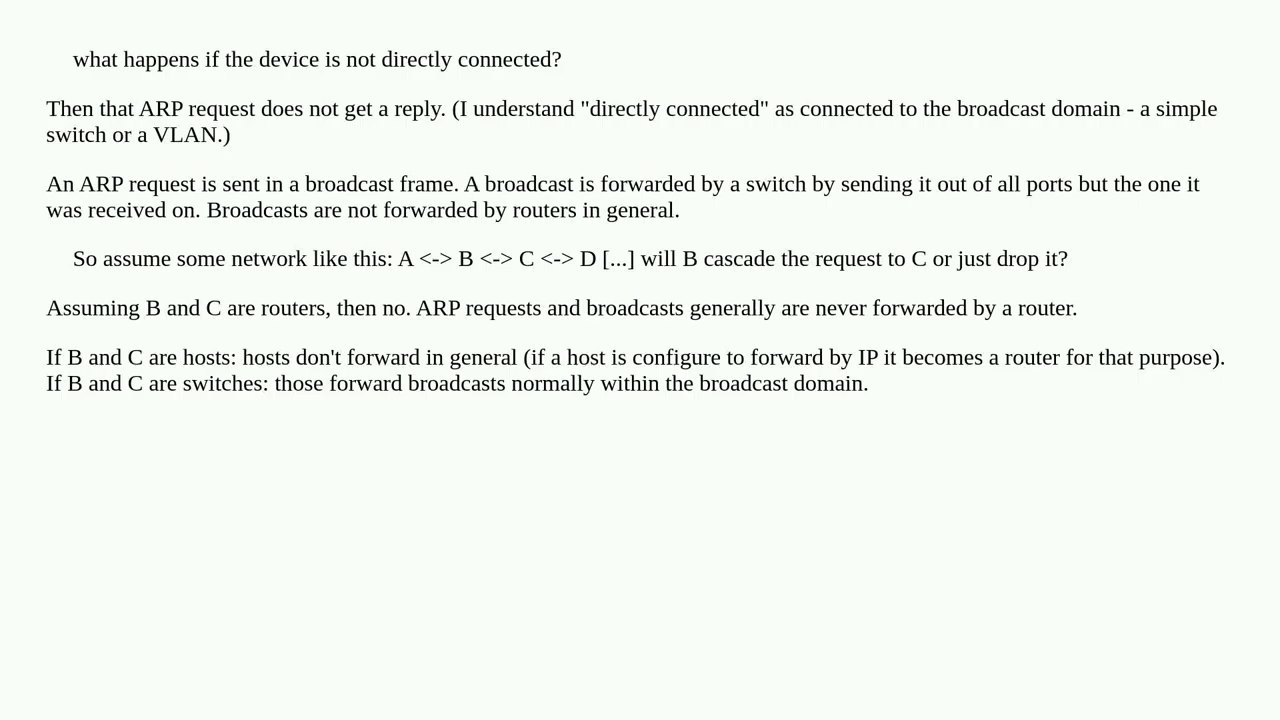 what happens if the device is not directly connected?
Then that ARP request does not get a reply. (I understand "directly connected" as connected to the broadcast domain - a simple
switch or a VLAN.)
An ARP request is sent in a broadcast frame. A broadcast is forwarded by a switch by sending it out of all ports but the one it
was received on. Broadcasts are not forwarded by routers in general.
So assume some network like this: A <-> B <-> C <-> D [...] will B cascade the request to C or just drop it?
Assuming B and C are routers, then no. ARP requests and broadcasts generally are never forwarded by a router.
If B and C are hosts: hosts don't forward in general (if a host is configure to forward by IP it becomes a router for that purpose).
If B and C are switches: those forward broadcasts normally within the broadcast domain.